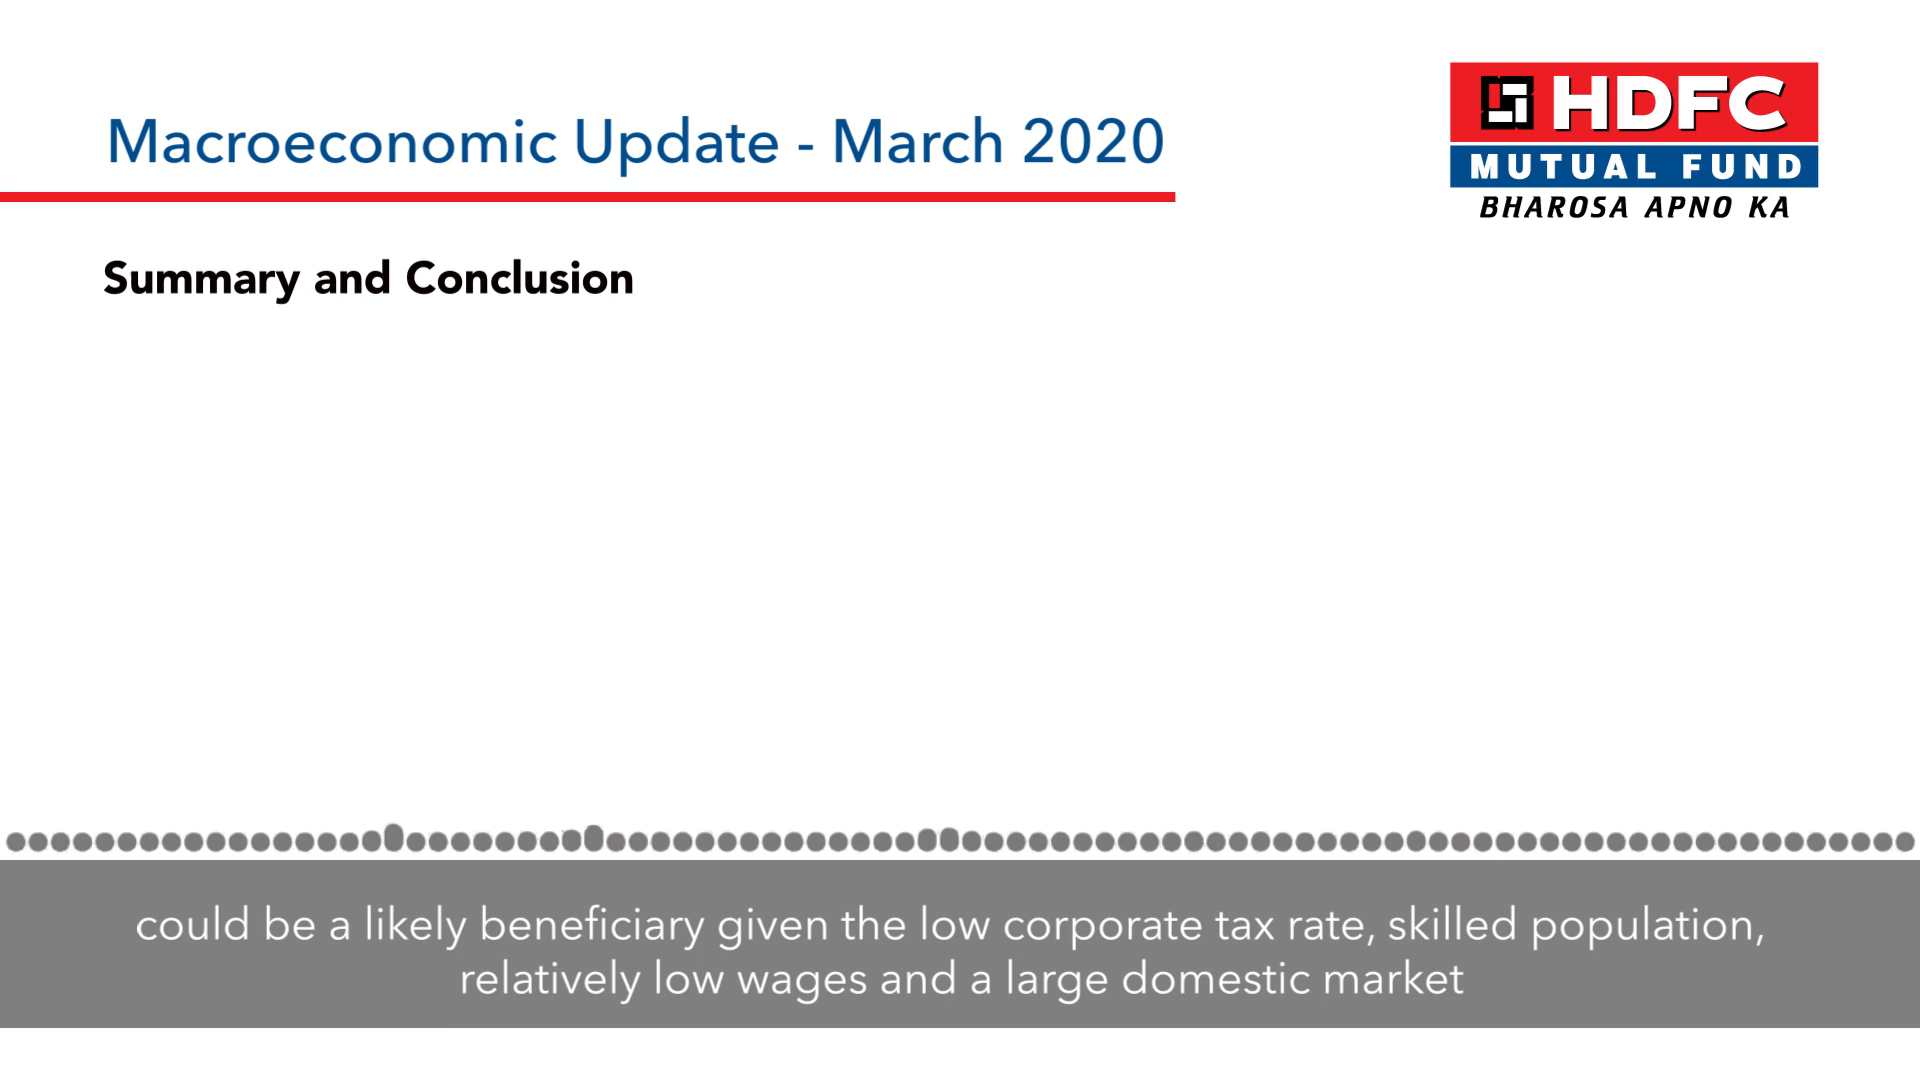 Macroeconomic Update - March 2020
HDFC
MUTUAL FUND
BHAROSA APNO KA
Summary and Conclusion
could be a likely beneficiary given the low corporate tax rate, skilled population,
relatively low wages and a large domestic market